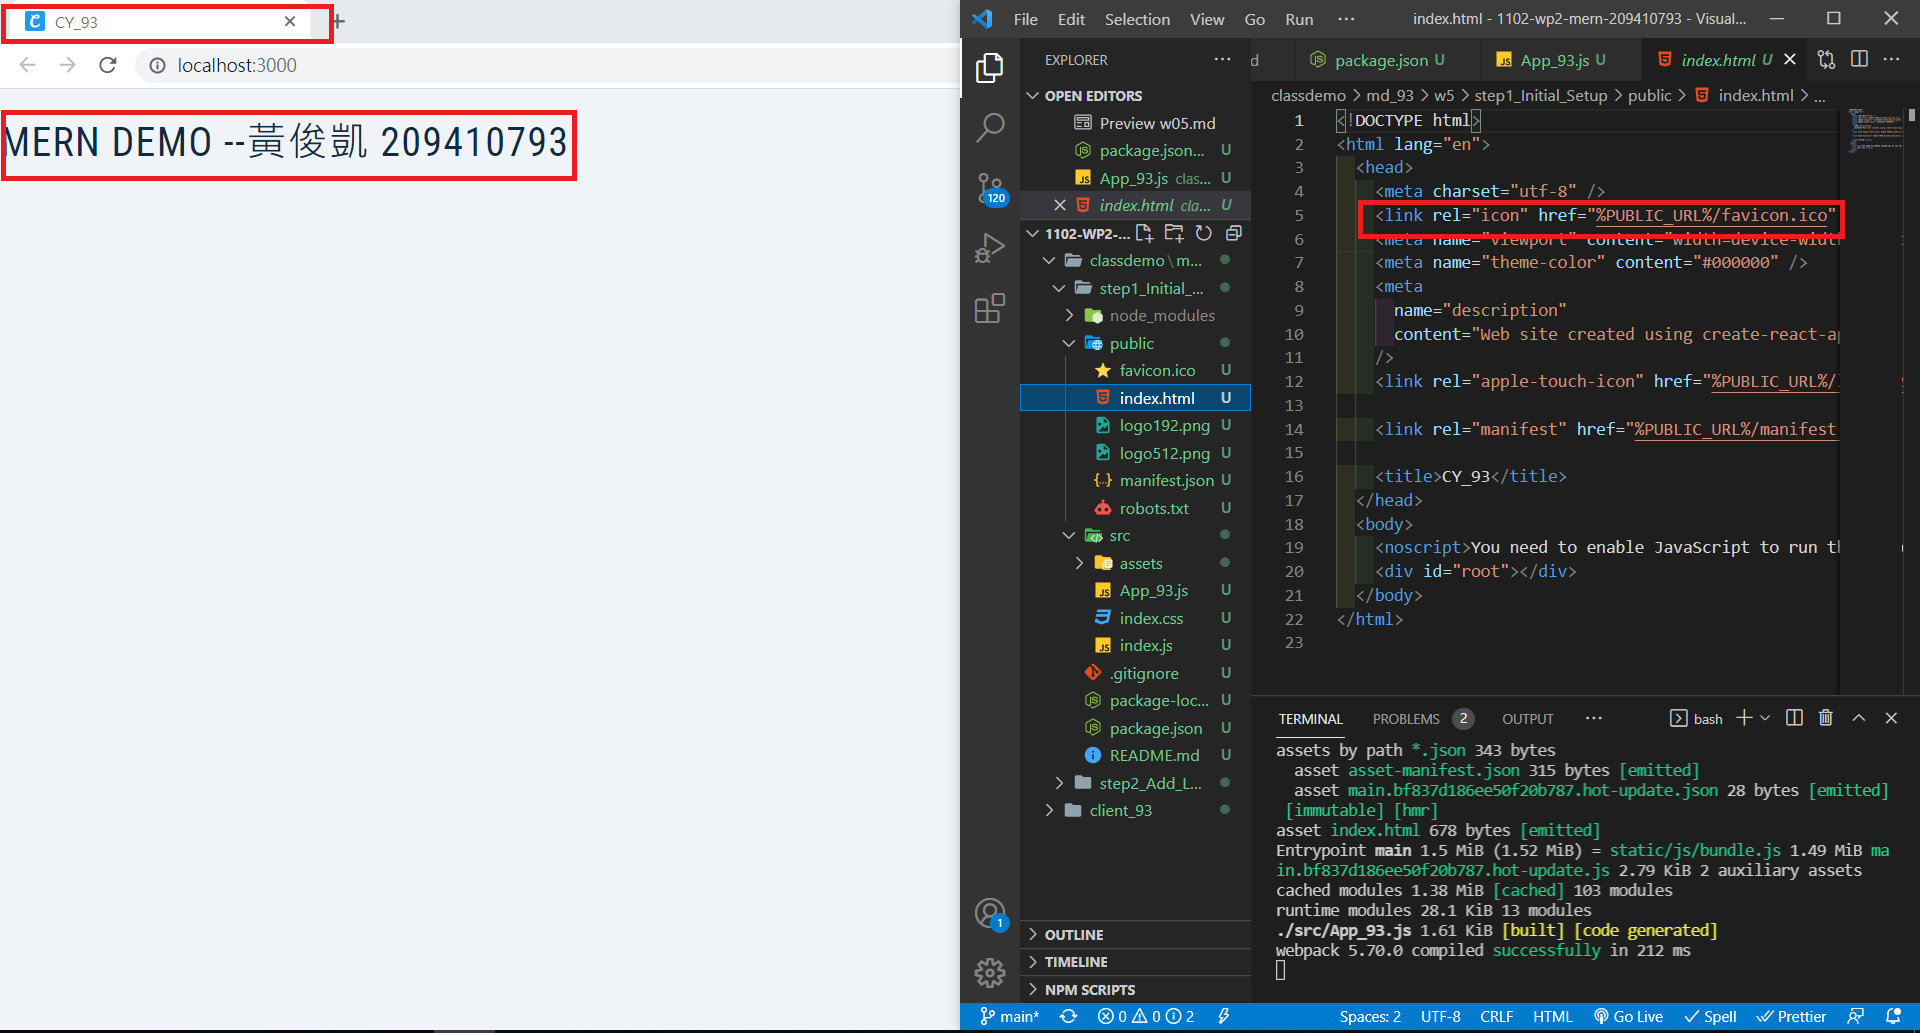 CY_93
localhost:3000
MERN DEMO --黃俊凱 209410793
File Edit Selection View Go Run ··· index.html - 1102-wp2-mern-209410793 - Visual...
EXPLORER
OPEN EDITORS
Preview w05.md
package.json... U
App_93.js clas... U
index.html cla... U
1102-WP2-...
classdemo\m...
step1_Initial_...
node_modules
public
favicon.ico U
index.html U
logo192.png U
logo512.png U
manifest.json U
robots.txt U
src
assets
App_93.js U
index.css U
index.js U
.gitignore U
package-loc... U
package.json U
README.md U
step2_Add_L...
client_93
OUTLINE
TIMELINE
NPM SCRIPTS
120
1
d package.json U App_93.js U index.html U
classdemo > md_93 > w5 > step1_Initial_Setup > public > index.html > ...
1 <!DOCTYPE html>
2 <html lang="en">
3 <head>
4 <meta charset="utf-8" />
5 <link rel="icon" href="%PUBLIC_URL%/favicon.ico"
6 <meta name="viewport" content="width=device-widt
7 <meta name="theme-color" content="#000000" />
8 <meta
9 name="description"
10 content="Web site created using create-react-ap
11 />
12 <link rel="apple-touch-icon" href="%PUBLIC_URL%/
13
14 <link rel="manifest" href="%PUBLIC_URL%/manifest
15
16 <title>CY_93</title>
17 </head>
18 <body>
19 <noscript>You need to enable JavaScript to run th
20 <div id="root"></div>
21 </body>
22 </html>
23
TERMINAL PROBLEMS 2 OUTPUT ··· bash
assets by path *.json 343 bytes
asset asset-manifest.json 315 bytes [emitted]
asset main.bf837d186ee50f20b787.hot-update.json 28 bytes [emitted]
[immutable] [hmr]
asset index.html 678 bytes [emitted]
Entrypoint main 1.5 MiB (1.52 MiB) = static/js/bundle.js 1.49 MiB ma
in.bf837d186ee50f20b787.hot-update.js 2.79 KiB 2 auxiliary assets
cached modules 1.38 MiB [cached] 103 modules
runtime modules 28.1 KiB 13 modules
./src/App_93.js 1.61 KiB [built] [code generated]
webpack 5.70.0 compiled successfully in 212 ms
main* 0 0 2 Spaces: 2 UTF-8 CRLF HTML Go Live Spell Prettier